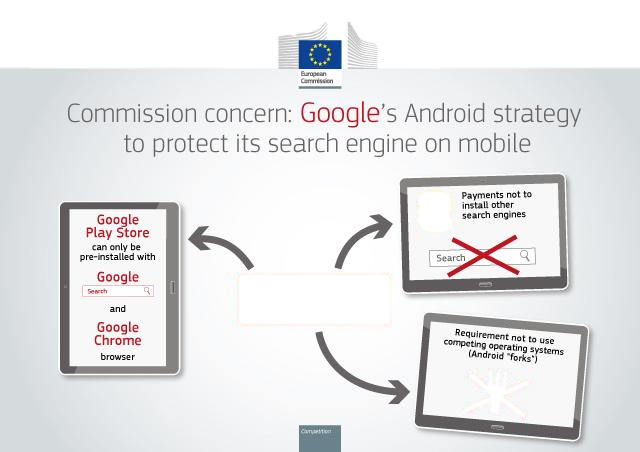 European
Commission
Commission concern: Google's Android strategy
to protect its search engine on mobile
Google
Play Store
can only be
pre-installed with
Google
Search
and
Google
Chrome
browser
Payments not to
install other
search engines
Search
Requirement not to use
competing operating systems
(Android "forks")
Competition